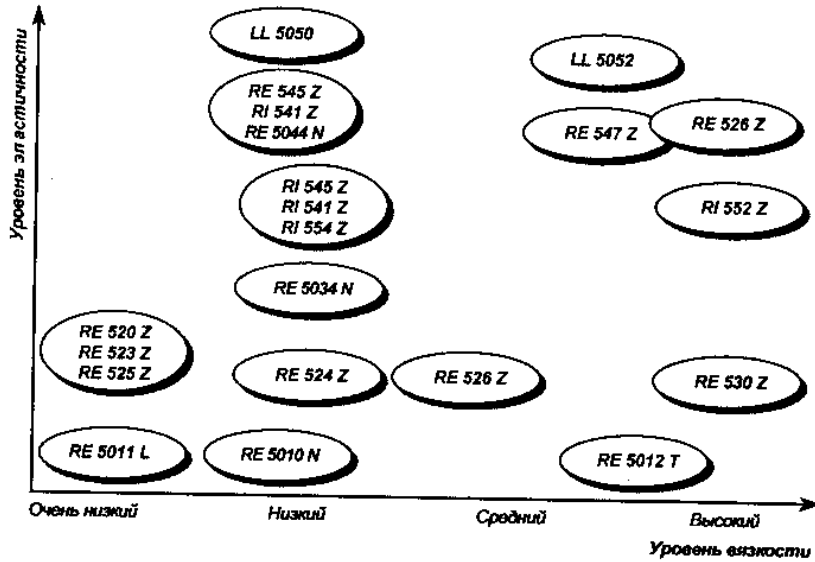 Уровень эластичности
LL 5050
LL 5052
RE 545 Z
RI 541 Z
RE 5044 N
RE 547 Z
RE 526 Z
RI 545 Z
RI 541 Z
RI 554 Z
RI 552 Z
RE 5034 N
RE 520 Z
RE 523 Z
RE 525 Z
RE 524 Z
RE 526 Z
RE 530 Z
RE 5011 L
RE 5010 N
RE 5012 T
Очень низкий
Низкий
Средний
Высокий
Уровень вязкости